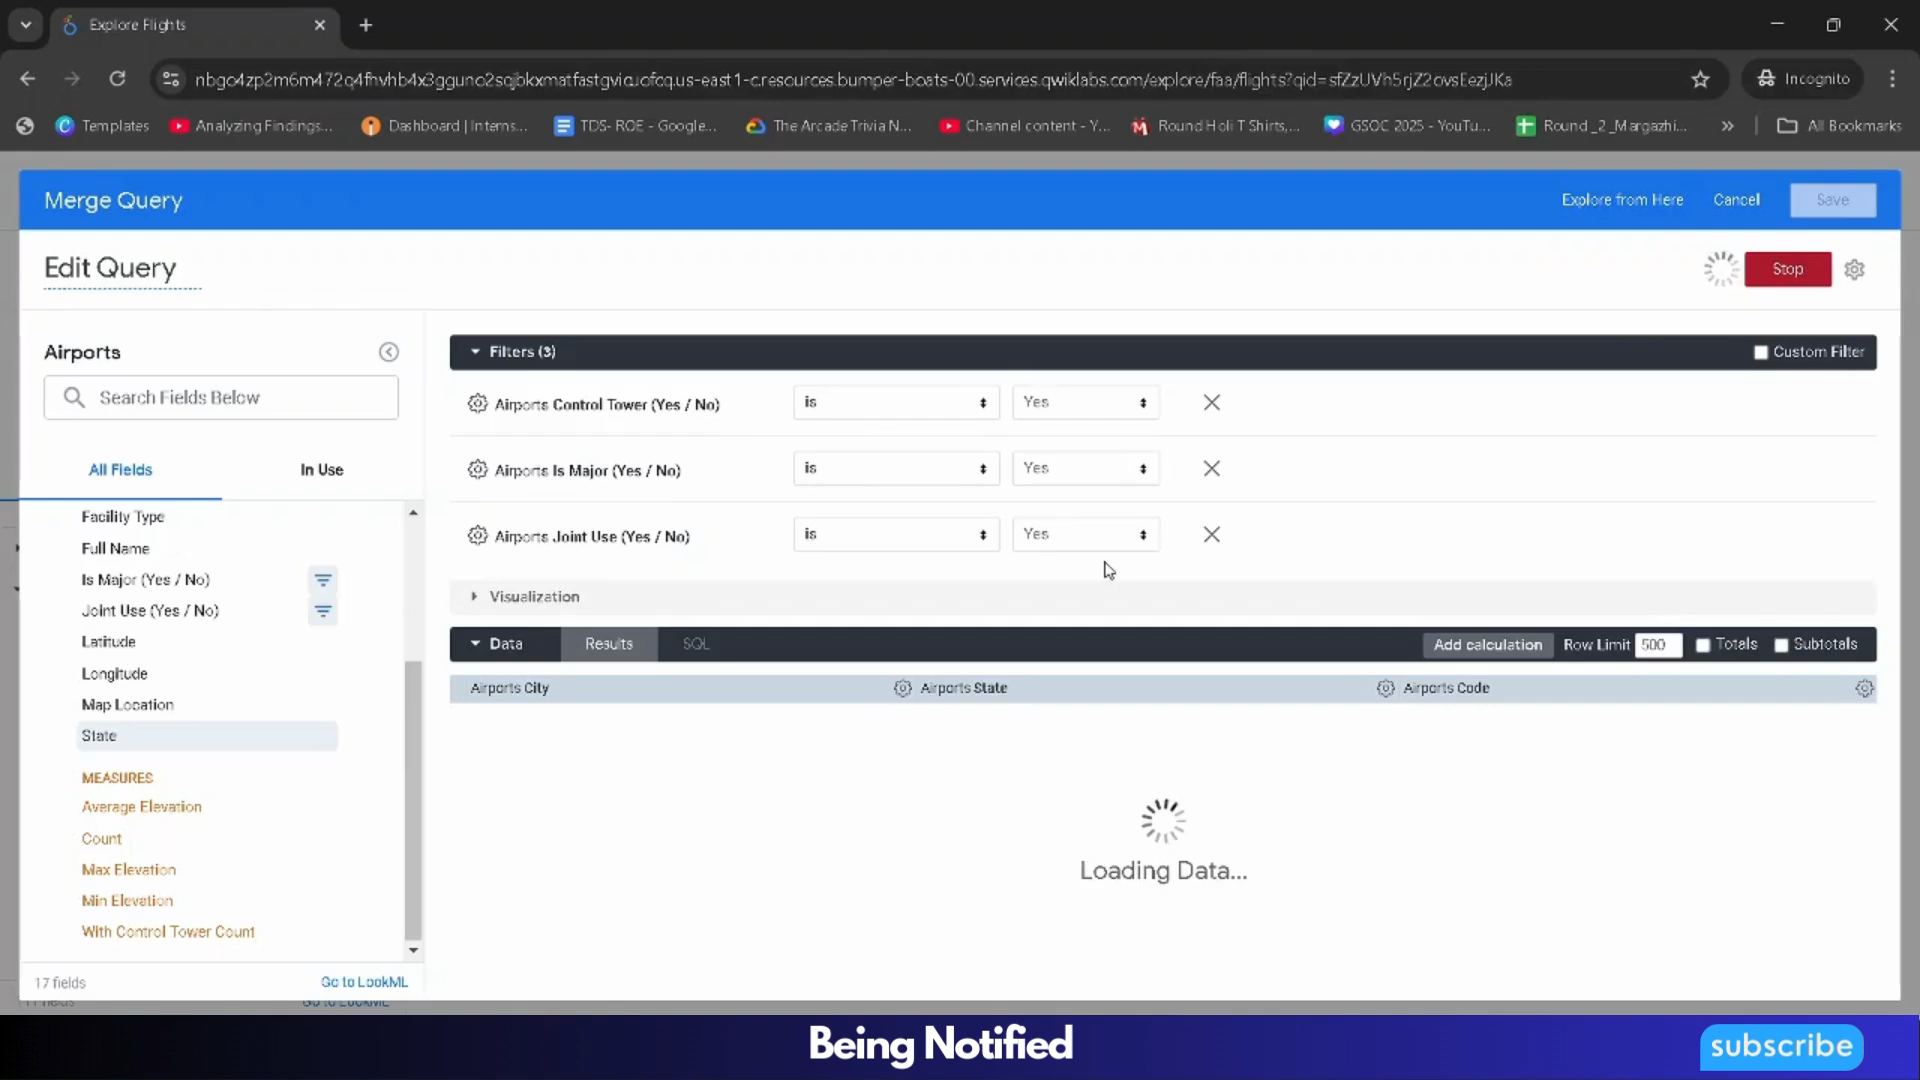 Explore Flights
nbgo4zp2m6m472q4fhvhb4x3gguno2sqjbkxmatfastgvicuofcq.us-east1-c.resources.bumper-boats-00.services.qwiklabs.com/explore/faa/flights?qid=sfZzUVh5rjZ2ovsEezjJKa
Incognito
Templates
Analyzing Findings...
Dashboard | Interns...
TDS- ROE - Google...
The Arcade Trivia N...
Channel content - Y...
Round Holi T Shirts,...
GSOC 2025 - YouTu...
Round _2 _Margazhi...
All Bookmarks
Merge Query
Explore from Here
Cancel
Save
Edit Query
Stop
Airports
Search Fields Below
All Fields
In Use
Facility Type
Full Name
Is Major (Yes / No)
Joint Use (Yes / No)
Latitude
Longitude
Map Location
State
MEASURES
Average Elevation
Count
Max Elevation
Min Elevation
With Control Tower Count
17 fields
Go to LookML
Filters (3)
Custom Filter
Airports Control Tower (Yes / No)
is
Yes
Airports Is Major (Yes / No)
is
Yes
Airports Joint Use (Yes / No)
is
Yes
Visualization
Data
Results
SQL
Add calculation
Row Limit
500
Totals
Subtotals
Airports City
Airports State
Airports Code
Loading Data...
Being Notified
subscribe